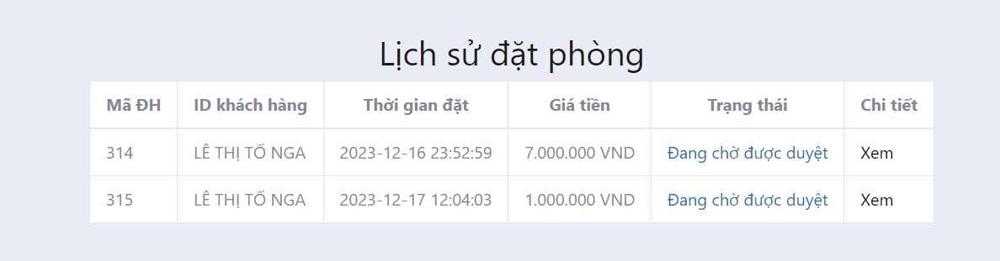 Lịch sử đặt phòng
Mã ĐH ID khách hàng Thời gian đặt Giá tiền Trạng thái Chi tiết
314 LÊ THỊ TỐ NGA 2023-12-16 23:52:59 7.000.000 VND Đang chờ được duyệt Xem
315 LÊ THỊ TỐ NGA 2023-12-17 12:04:03 1.000.000 VND Đang chờ được duyệt Xem